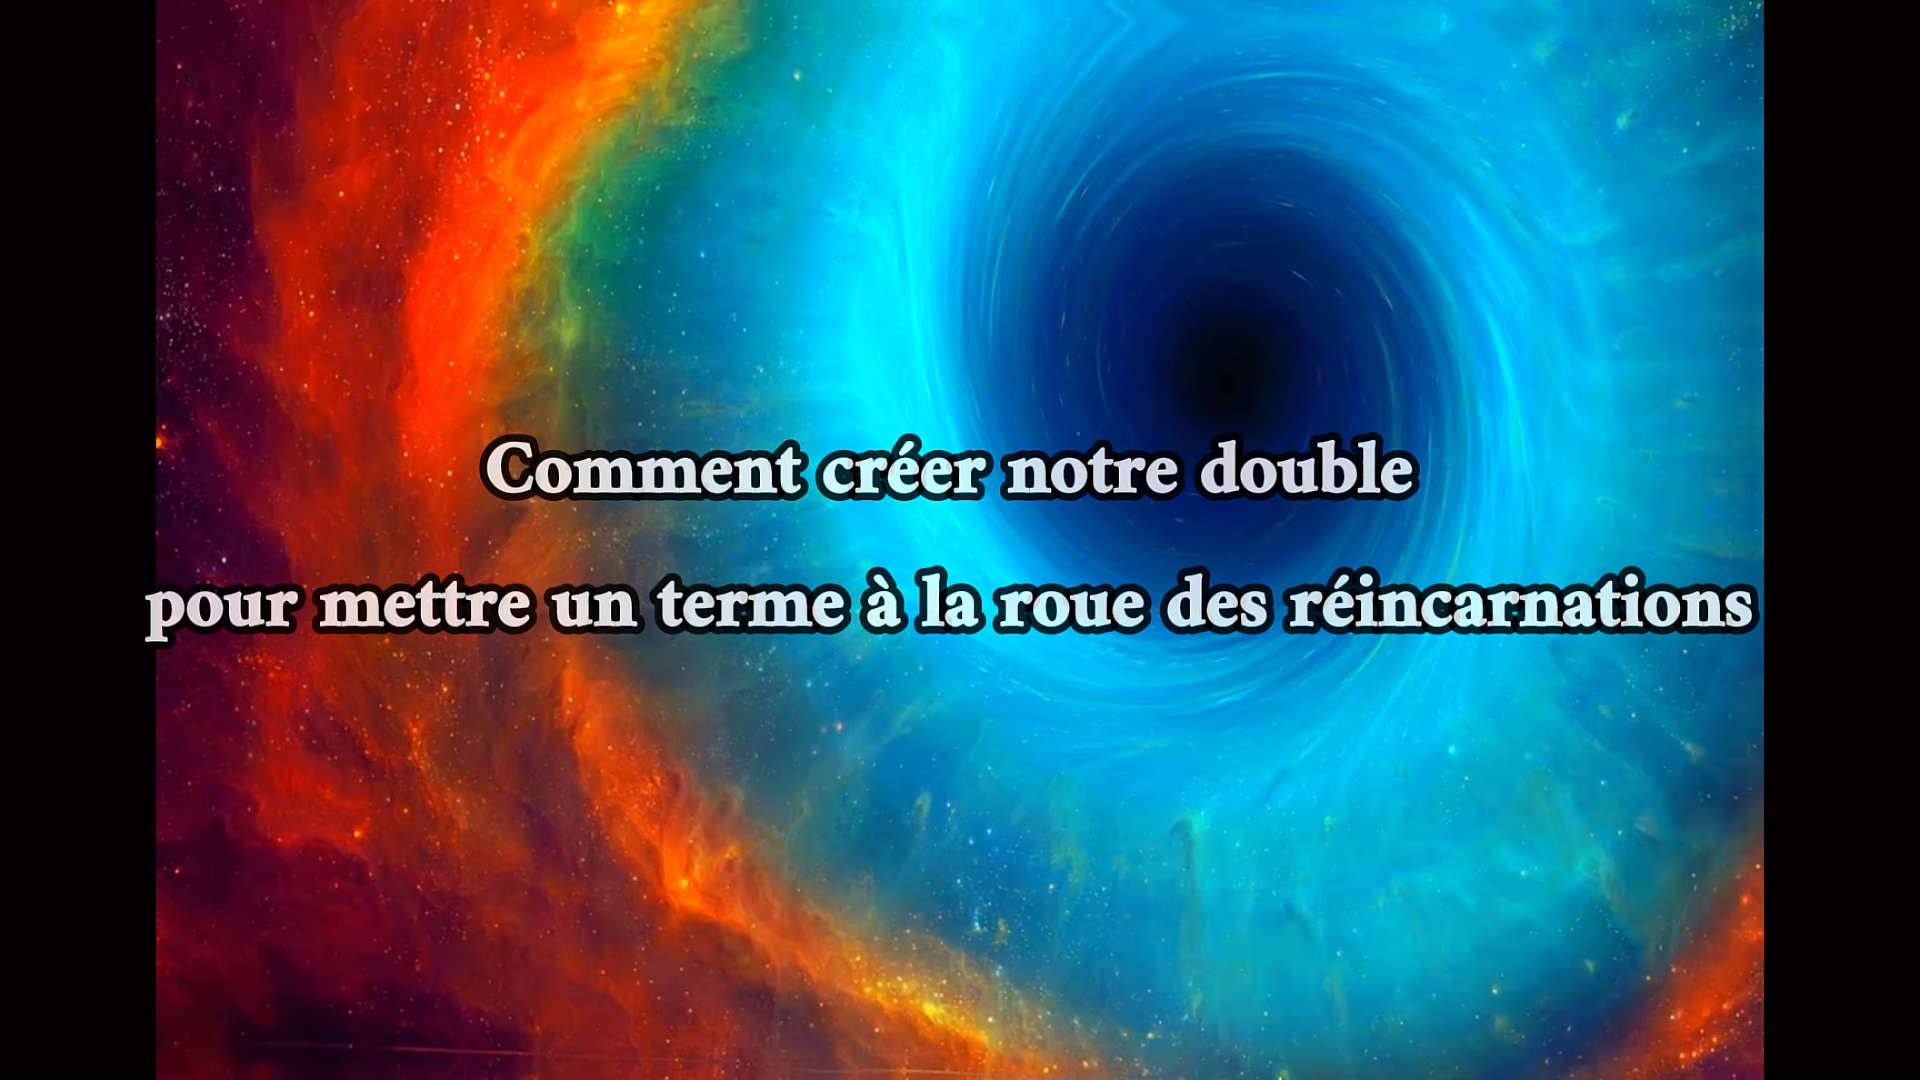 Comment créer notre double
pour mettre un terme à la roue des réincarnations